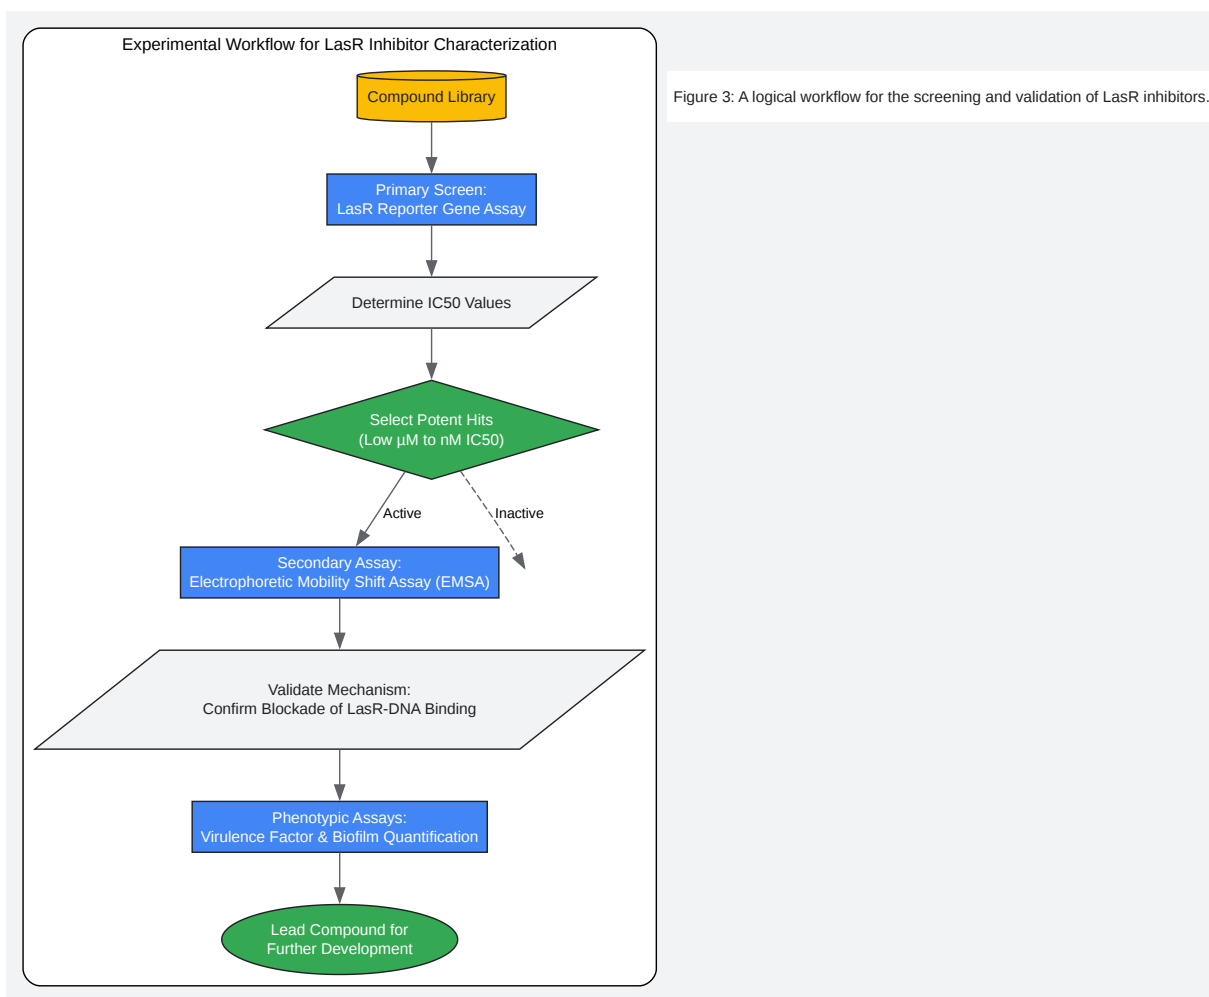 Experimental Workflow for LasR Inhibitor Characterization
Compound Library
Figure 3: A logical workflow for the screening and validation of LasR inhibitors.
Primary Screen:
LasR Reporter Gene Assay
Determine IC50 Values
Select Potent Hits
(Low µM to nM IC50)
Active
Inactive
Secondary Assay:
Electrophoretic Mobility Shift Assay (EMSA)
Validate Mechanism:
Confirm Blockade of LasR-DNA Binding
Phenotypic Assays:
Virulence Factor & Biofilm Quantification
Lead Compound for
Further Development